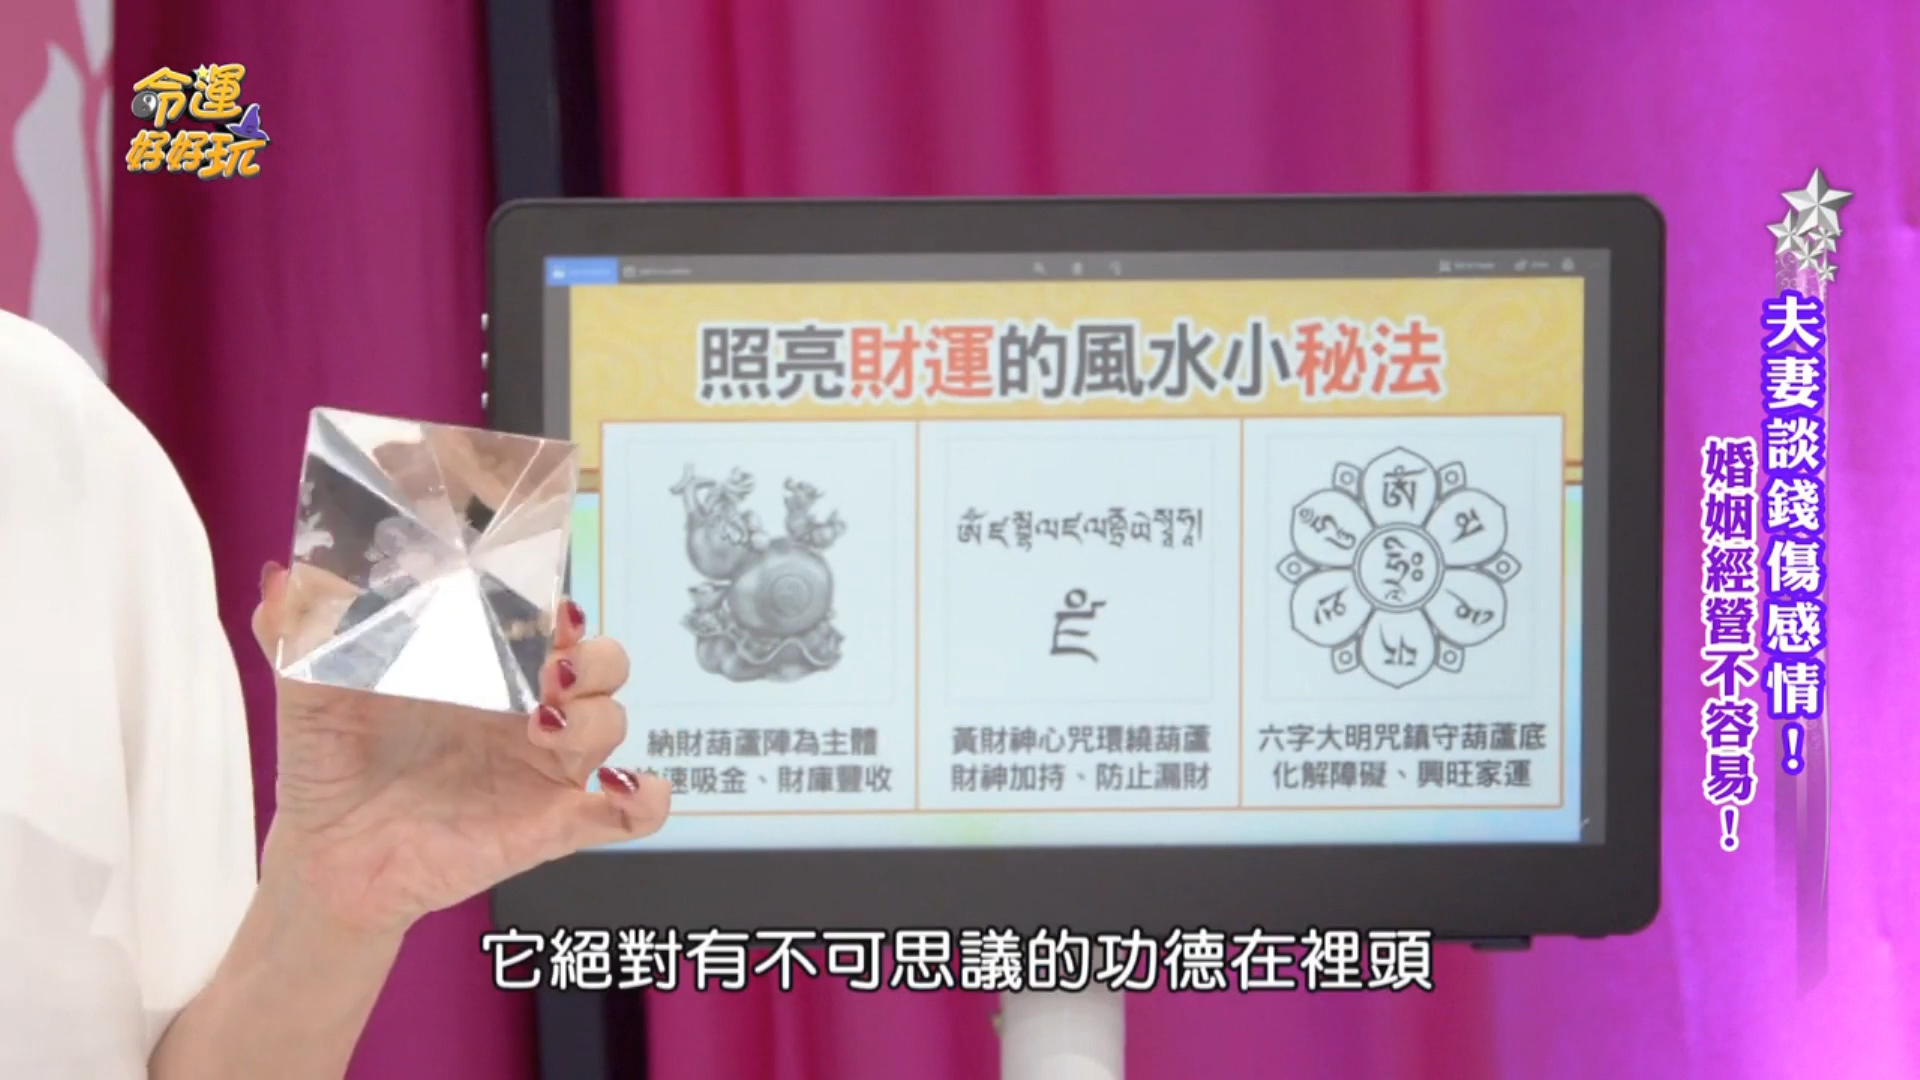 命運
好好玩
照亮財運的風水小秘法
納財葫蘆陣為主體
速吸金、財庫豐收
黃財神心咒環繞葫蘆
財神加持、防止漏財
六字大明咒鎮守葫蘆底
化解障礙、興旺家運
夫妻談錢傷感情！
婚姻經營不容易！
它絕對有不可思議的功德在裡頭